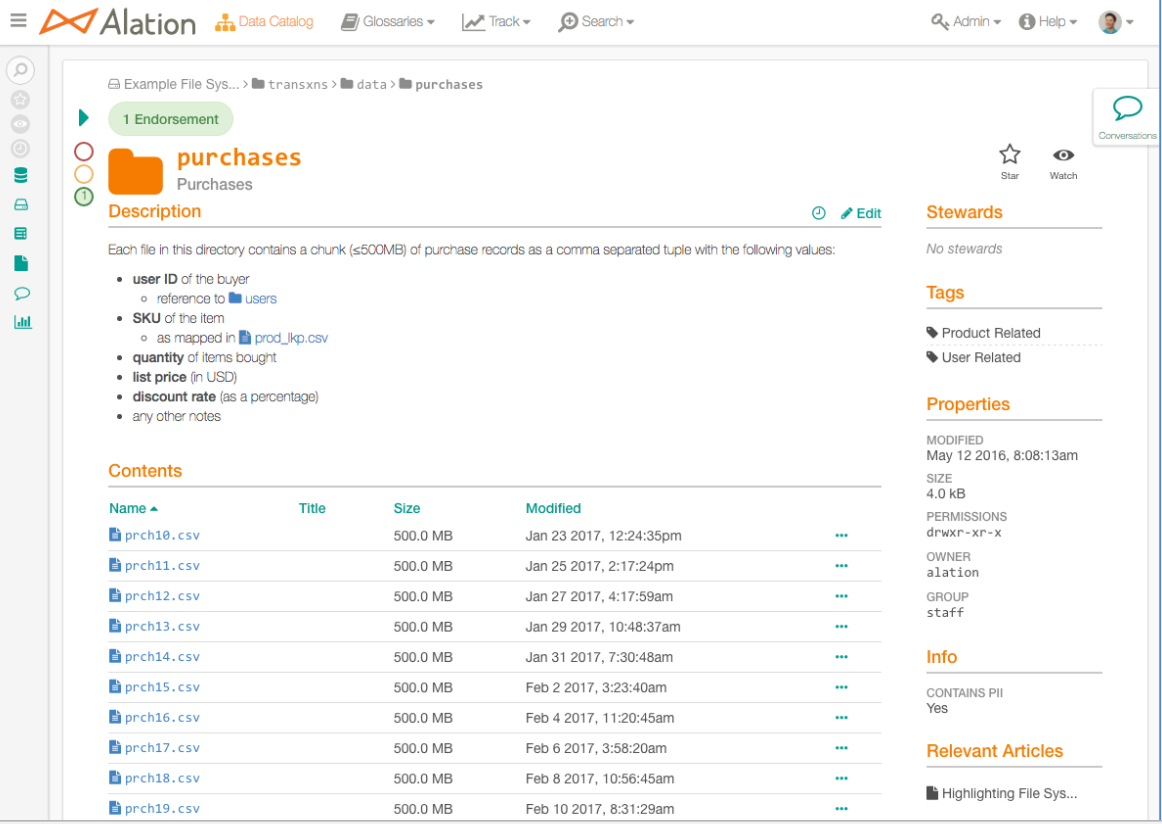 Alation Data Catalog Glossaries Track Search Admin Help
Example File Sys... > transxns > data > purchases
1 Endorsement
Conversations
purchases
Purchases
1
Star Watch
Description Edit
Each file in this directory contains a chunk (≤500MB) of purchase records as a comma separated tuple with the following values:
• user ID of the buyer
○ reference to users
• SKU of the item
○ as mapped in prod_lkp.csv
• quantity of items bought
• list price (in USD)
• discount rate (as a percentage)
• any other notes
Contents
Name Title Size Modified
prch10.csv 500.0 MB Jan 23 2017, 12:24:35pm •••
prch11.csv 500.0 MB Jan 25 2017, 2:17:24pm •••
prch12.csv 500.0 MB Jan 27 2017, 4:17:59am •••
prch13.csv 500.0 MB Jan 29 2017, 10:48:37am •••
prch14.csv 500.0 MB Jan 31 2017, 7:30:48am •••
prch15.csv 500.0 MB Feb 2 2017, 3:23:40am •••
prch16.csv 500.0 MB Feb 4 2017, 11:20:45am •••
prch17.csv 500.0 MB Feb 6 2017, 3:58:20am •••
prch18.csv 500.0 MB Feb 8 2017, 10:56:45am •••
prch19.csv 500.0 MB Feb 10 2017, 8:31:29am •••
Stewards
No stewards
Tags
Product Related
User Related
Properties
MODIFIED
May 12 2016, 8:08:13am
SIZE
4.0 kB
PERMISSIONS
drwxr-xr-x
OWNER
alation
GROUP
staff
Info
CONTAINS PII
Yes
Relevant Articles
Highlighting File Sys...